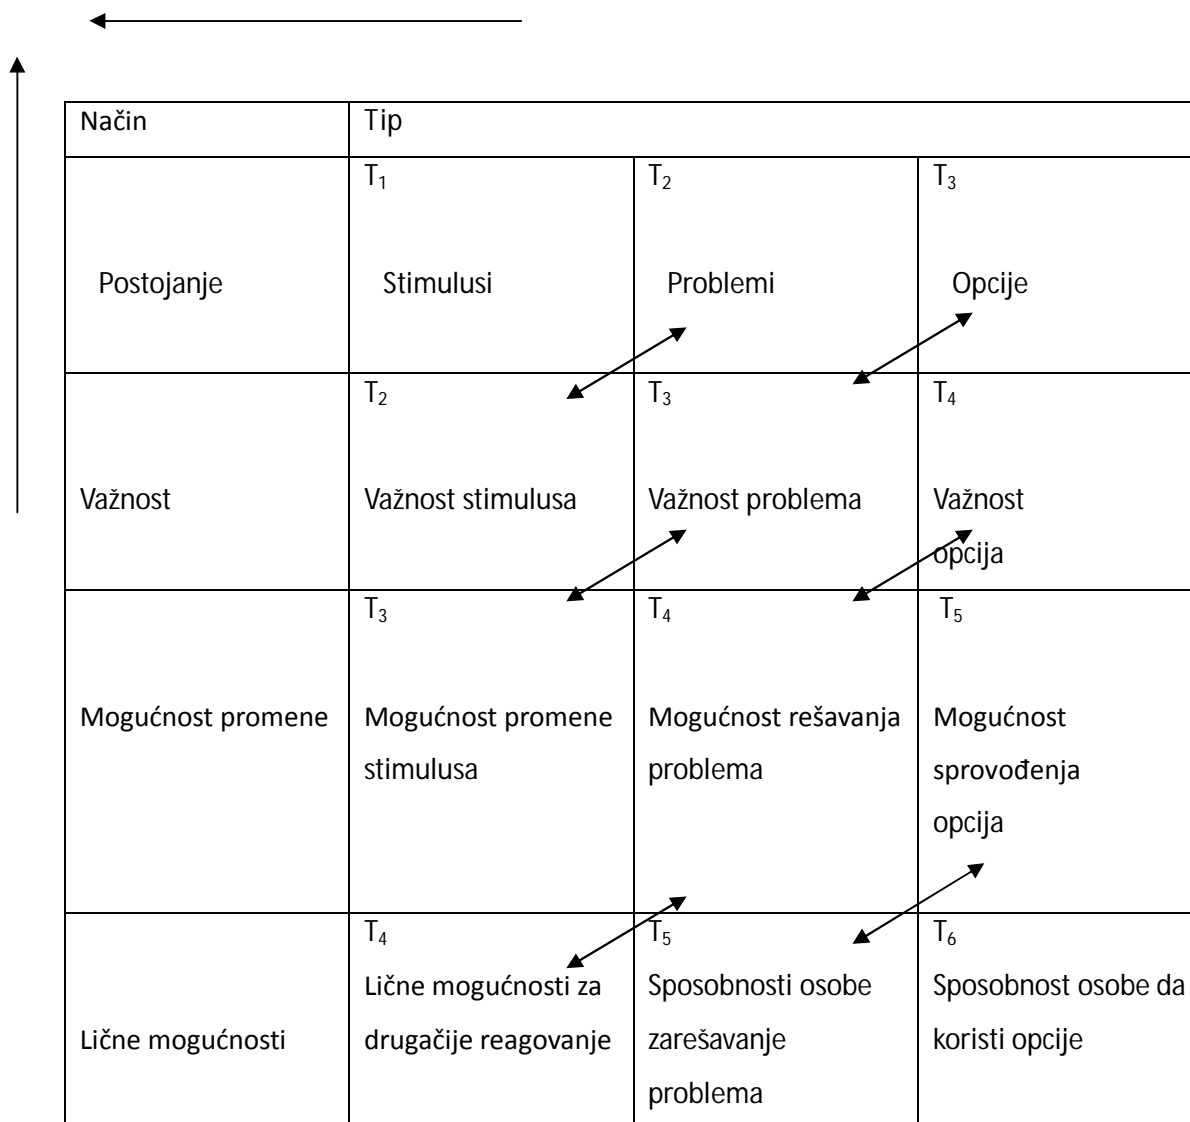 Način Tip
T₁ T₂ T₃
Postojanje Stimulusi Problemi Opcije
T₂ T₃ T₄
Važnost Važnost stimulusa Važnost problema Važnost
opcija
T₃ T₄ T₅
Mogućnost promene Mogućnost promene Mogućnost rešavanja Mogućnost
stimulusa problema sprovođenja
opcija
T₄ T₅ T₆
Lične mogućnosti za Sposobnosti osobe Sposobnost osobe da
Lične mogućnosti drugačije reagovanje zarešavanje koristi opcije
problema